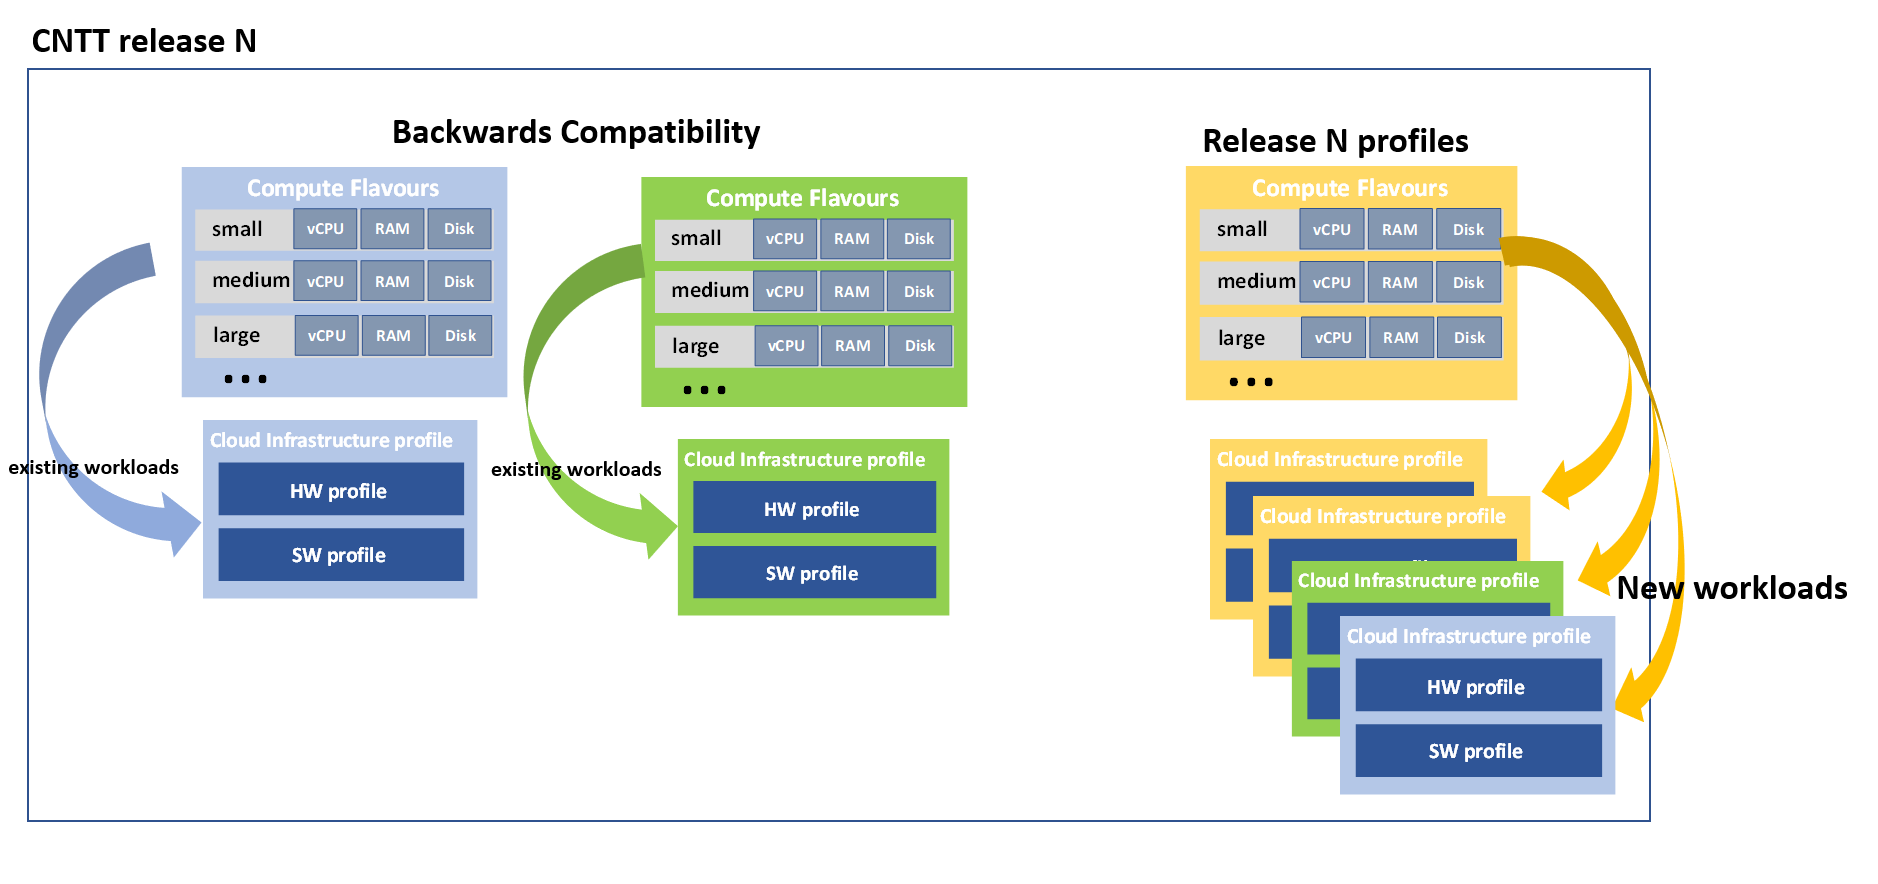 CNTT release N
Backwards Compatibility
Compute Flavours
small vCPU RAM Disk
medium vCPU RAM Disk
large vCPU RAM Disk
...
existing workloads
Cloud Infrastructure profile
HW profile
SW profile
Compute Flavours
small vCPU RAM Disk
medium vCPU RAM Disk
large vCPU RAM Disk
...
existing workloads
Cloud Infrastructure profile
HW profile
SW profile
Release N profiles
Compute Flavours
small vCPU RAM Disk
medium vCPU RAM Disk
large vCPU RAM Disk
...
Cloud Infrastructure profile
Cloud Infrastructure profile
Cloud Infrastructure profile
New workloads
Cloud Infrastructure profile
HW profile
SW profile